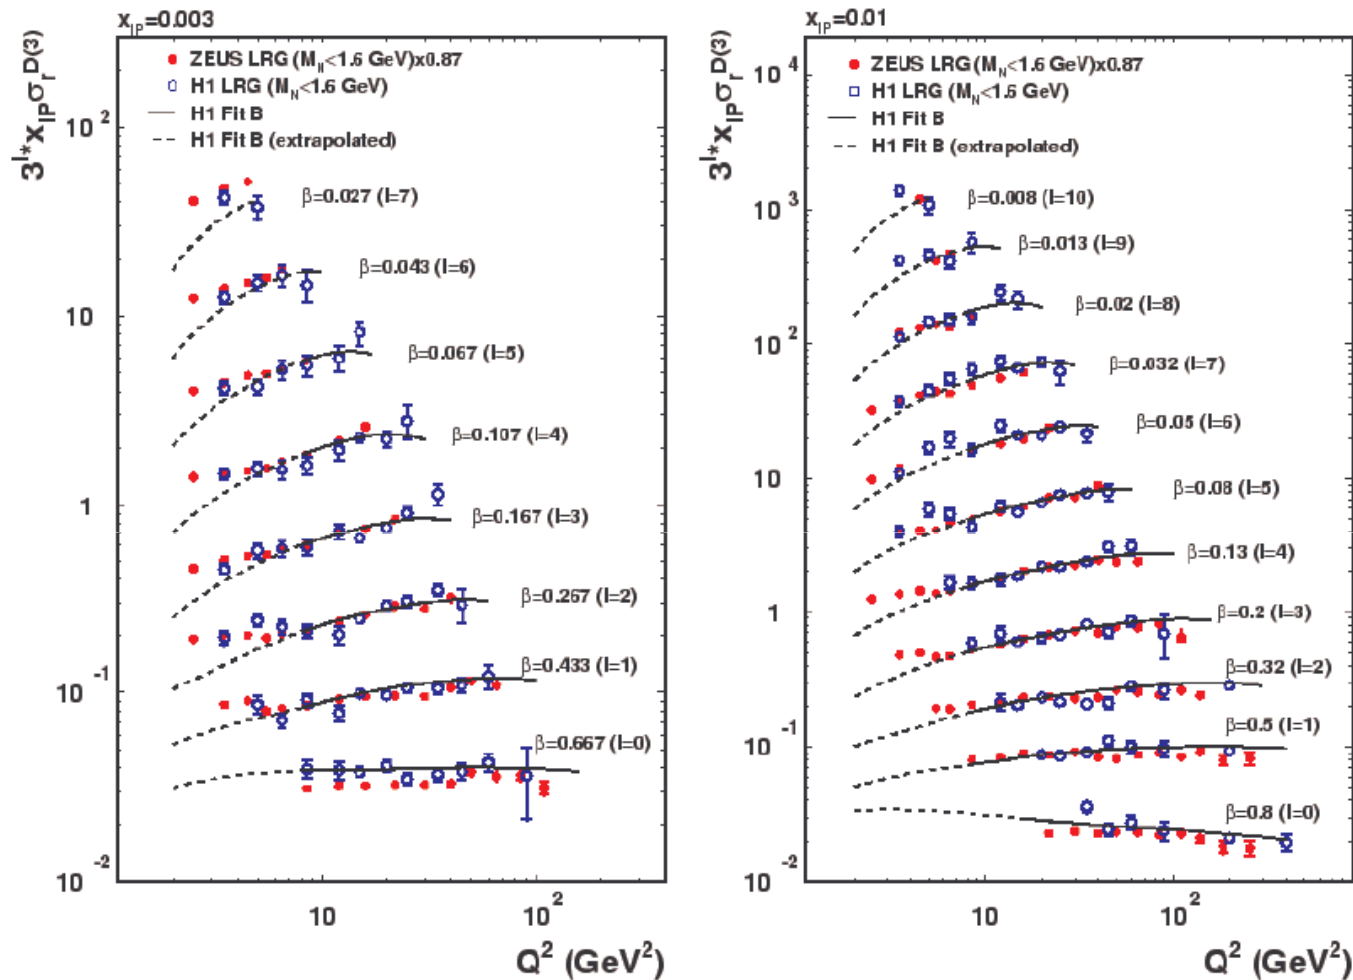 x_IP=0.003
3^l* x_IP σ_r^D(3)
ZEUS LRG (M_N<1.6 GeV)x0.87
H1 LRG (M_N<1.6 GeV)
H1 Fit B
H1 Fit B (extrapolated)
10^2
10
1
10^-1
10^-2
β=0.027 (l=7)
β=0.043 (l=6)
β=0.067 (l=5)
β=0.107 (l=4)
β=0.167 (l=3)
β=0.267 (l=2)
β=0.433 (l=1)
β=0.667 (l=0)
10
10^2
Q^2 (GeV^2)
x_IP=0.01
3^l* x_IP σ_r^D(3)
ZEUS LRG (M_N<1.6 GeV)x0.87
H1 LRG (M_N<1.6 GeV)
H1 Fit B
H1 Fit B (extrapolated)
10^4
10^3
10^2
10
1
10^-1
10^-2
β=0.008 (l=10)
β=0.013 (l=9)
β=0.02 (l=8)
β=0.032 (l=7)
β=0.05 (l=6)
β=0.08 (l=5)
β=0.13 (l=4)
β=0.2 (l=3)
β=0.32 (l=2)
β=0.5 (l=1)
β=0.8 (l=0)
10
10^2
Q^2 (GeV^2)